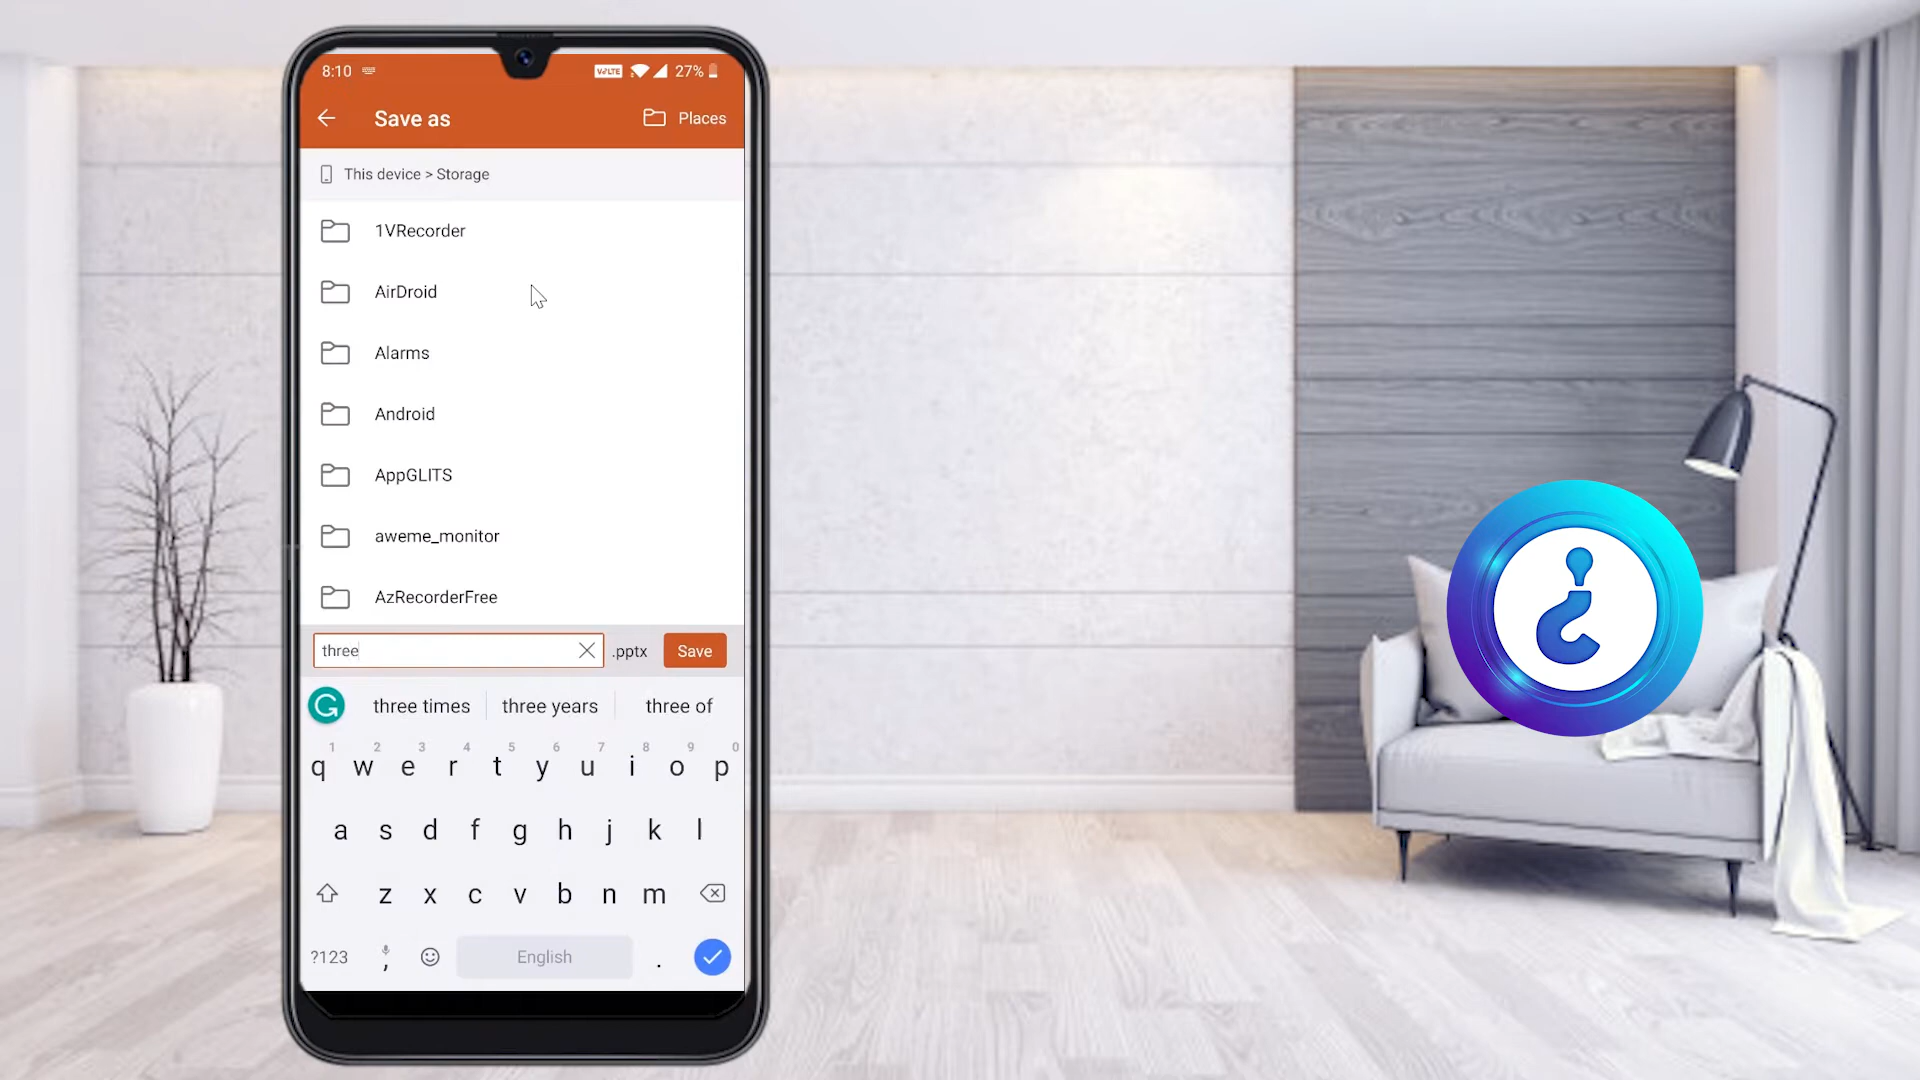 8:10 VoLTE 27%
Save as Places
This device > Storage
1VRecorder
AirDroid
Alarms
Android
AppGLITS
aweme_monitor
AzRecorderFree
three .pptx Save
three times three years three of
1 2 3 4 5 6 7 8 9 0
q w e r t y u i o p
a s d f g h j k l
z x c v b n m
?123 , English .